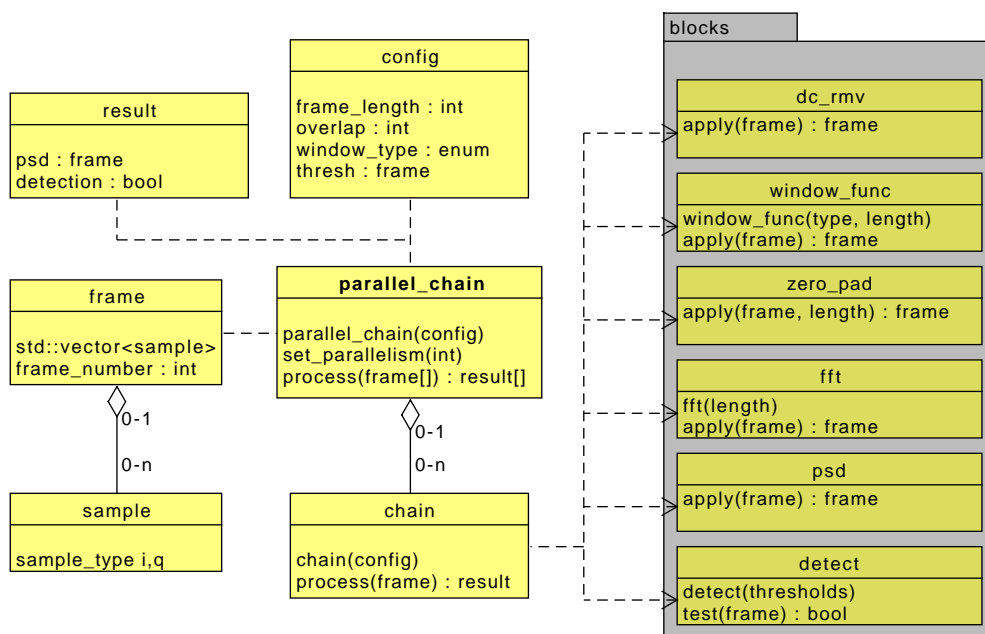 config
frame_length : int
overlap : int
window_type : enum
thresh : frame
result
psd : frame
detection : bool
parallel_chain
parallel_chain(config)
set_parallelism(int)
process(frame[]) : result[]
frame
std::vector<sample>
frame_number : int
0-1
0-n
0-1
0-n
sample
sample_type i,q
chain
chain(config)
process(frame) : result
blocks
dc_rmv
apply(frame) : frame
window_func
window_func(type, length)
apply(frame) : frame
zero_pad
apply(frame, length) : frame
fft
fft(length)
apply(frame) : frame
psd
apply(frame) : frame
detect
detect(thresholds)
test(frame) : bool